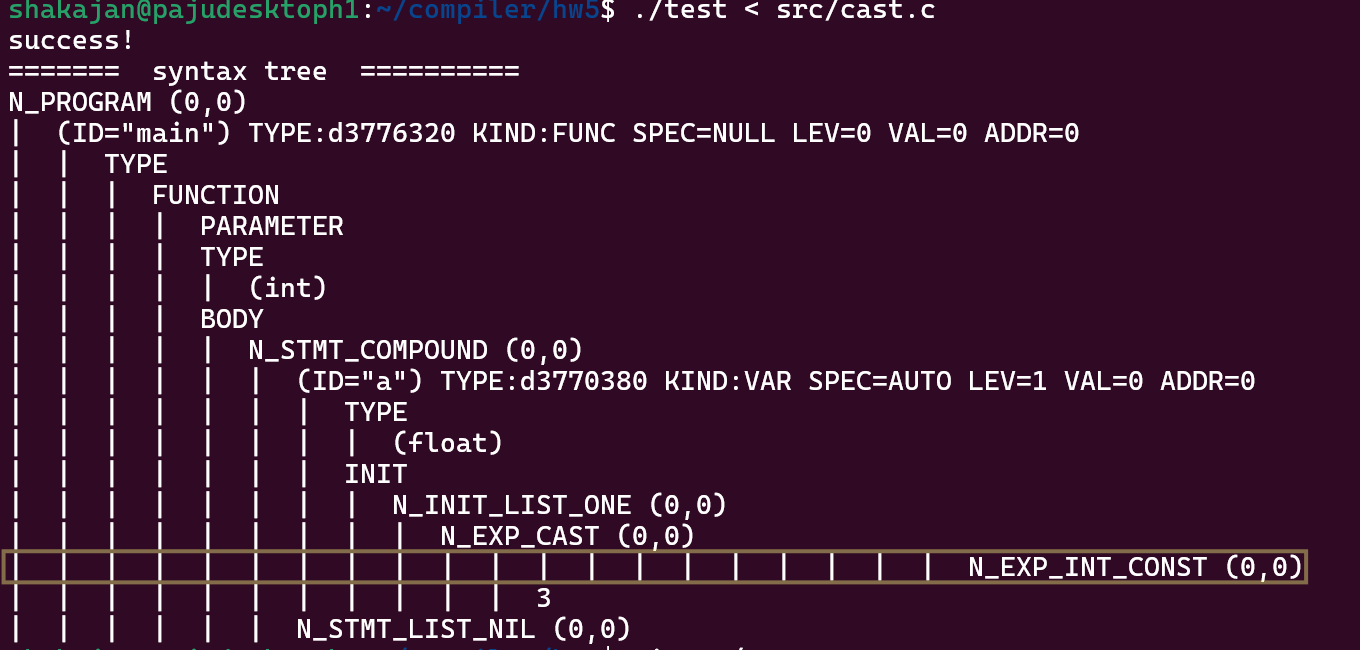 shakajan@pajudesktoph1:~/compiler/hw5$ ./test < src/cast.c
success!
=======  syntax tree  ==========
N_PROGRAM (0,0)
|  (ID="main") TYPE:d3776320 KIND:FUNC SPEC=NULL LEV=0 VAL=0 ADDR=0
|  |  TYPE
|  |  |  FUNCTION
|  |  |  |  PARAMETER
|  |  |  |  TYPE
|  |  |  |  |  (int)
|  |  |  |  BODY
|  |  |  |  |  N_STMT_COMPOUND (0,0)
|  |  |  |  |  |  (ID="a") TYPE:d3770380 KIND:VAR SPEC=AUTO LEV=1 VAL=0 ADDR=0
|  |  |  |  |  |  |  TYPE
|  |  |  |  |  |  |  |  (float)
|  |  |  |  |  |  |  INIT
|  |  |  |  |  |  |  |  N_INIT_LIST_ONE (0,0)
|  |  |  |  |  |  |  |  |  N_EXP_CAST (0,0)
|  |  |  |  |  |  |  |  |  |  |  |  |  |  |  |  |  |  |  |  N_EXP_INT_CONST (0,0)
|  |  |  |  |  |  |  |  |  |  |  3
|  |  |  |  |  |  N_STMT_LIST_NIL (0,0)